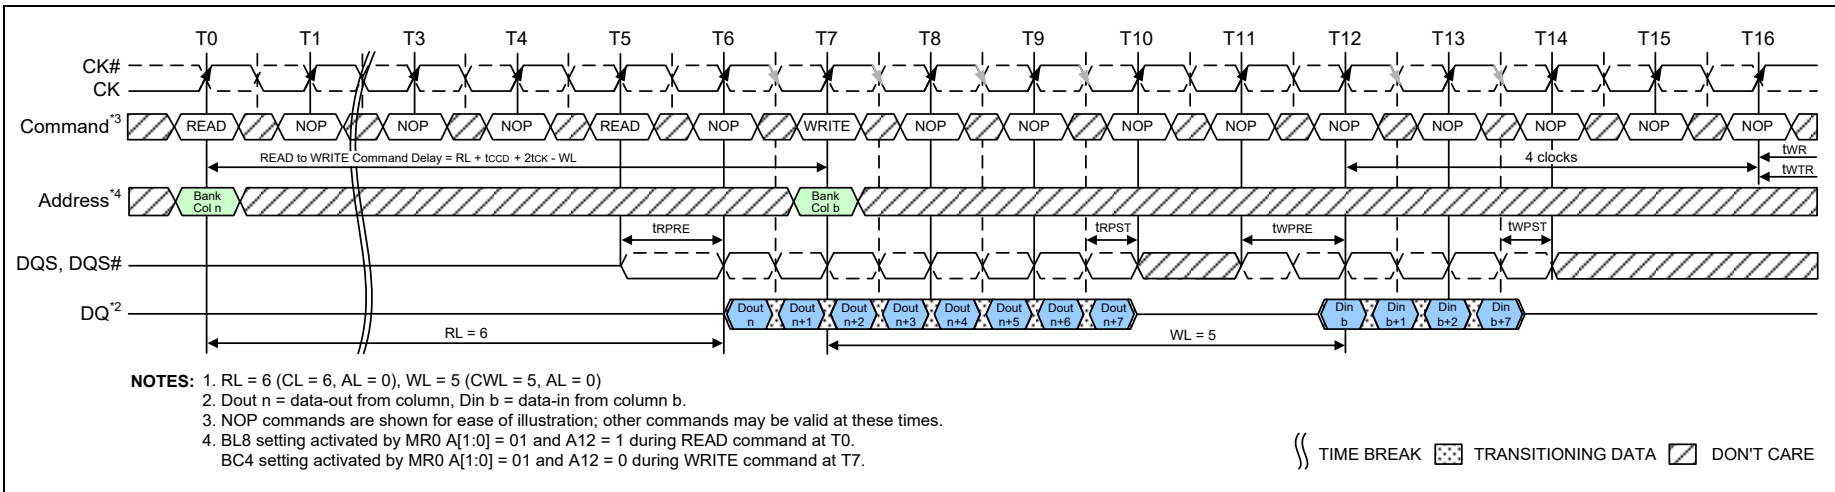 T0 T1 T3 T4 T5 T6 T7 T8 T9 T10 T11 T12 T13 T14 T15 T16
CK#
CK
Command*3 READ NOP NOP NOP READ NOP WRITE NOP NOP NOP NOP NOP NOP NOP NOP NOP
READ to WRITE Command Delay = RL + tCCD + 2tCK - WL 4 clocks tWR
tWTR
Address*4 Bank Col n Bank Col b
tRPRE tRPST tWPRE tWPST
DQS, DQS#
DQ*2 Dout n Dout n+1 Dout n+2 Dout n+3 Dout n+4 Dout n+5 Dout n+6 Dout n+7 Din b Din b+1 Din b+2 Din b+7
RL = 6 WL = 5
NOTES: 1. RL = 6 (CL = 6, AL = 0), WL = 5 (CWL = 5, AL = 0)
2. Dout n = data-out from column, Din b = data-in from column b.
3. NOP commands are shown for ease of illustration; other commands may be valid at these times.
4. BL8 setting activated by MR0 A[1:0] = 01 and A12 = 1 during READ command at T0.
BC4 setting activated by MR0 A[1:0] = 01 and A12 = 0 during WRITE command at T7.
TIME BREAK TRANSITIONING DATA DON'T CARE